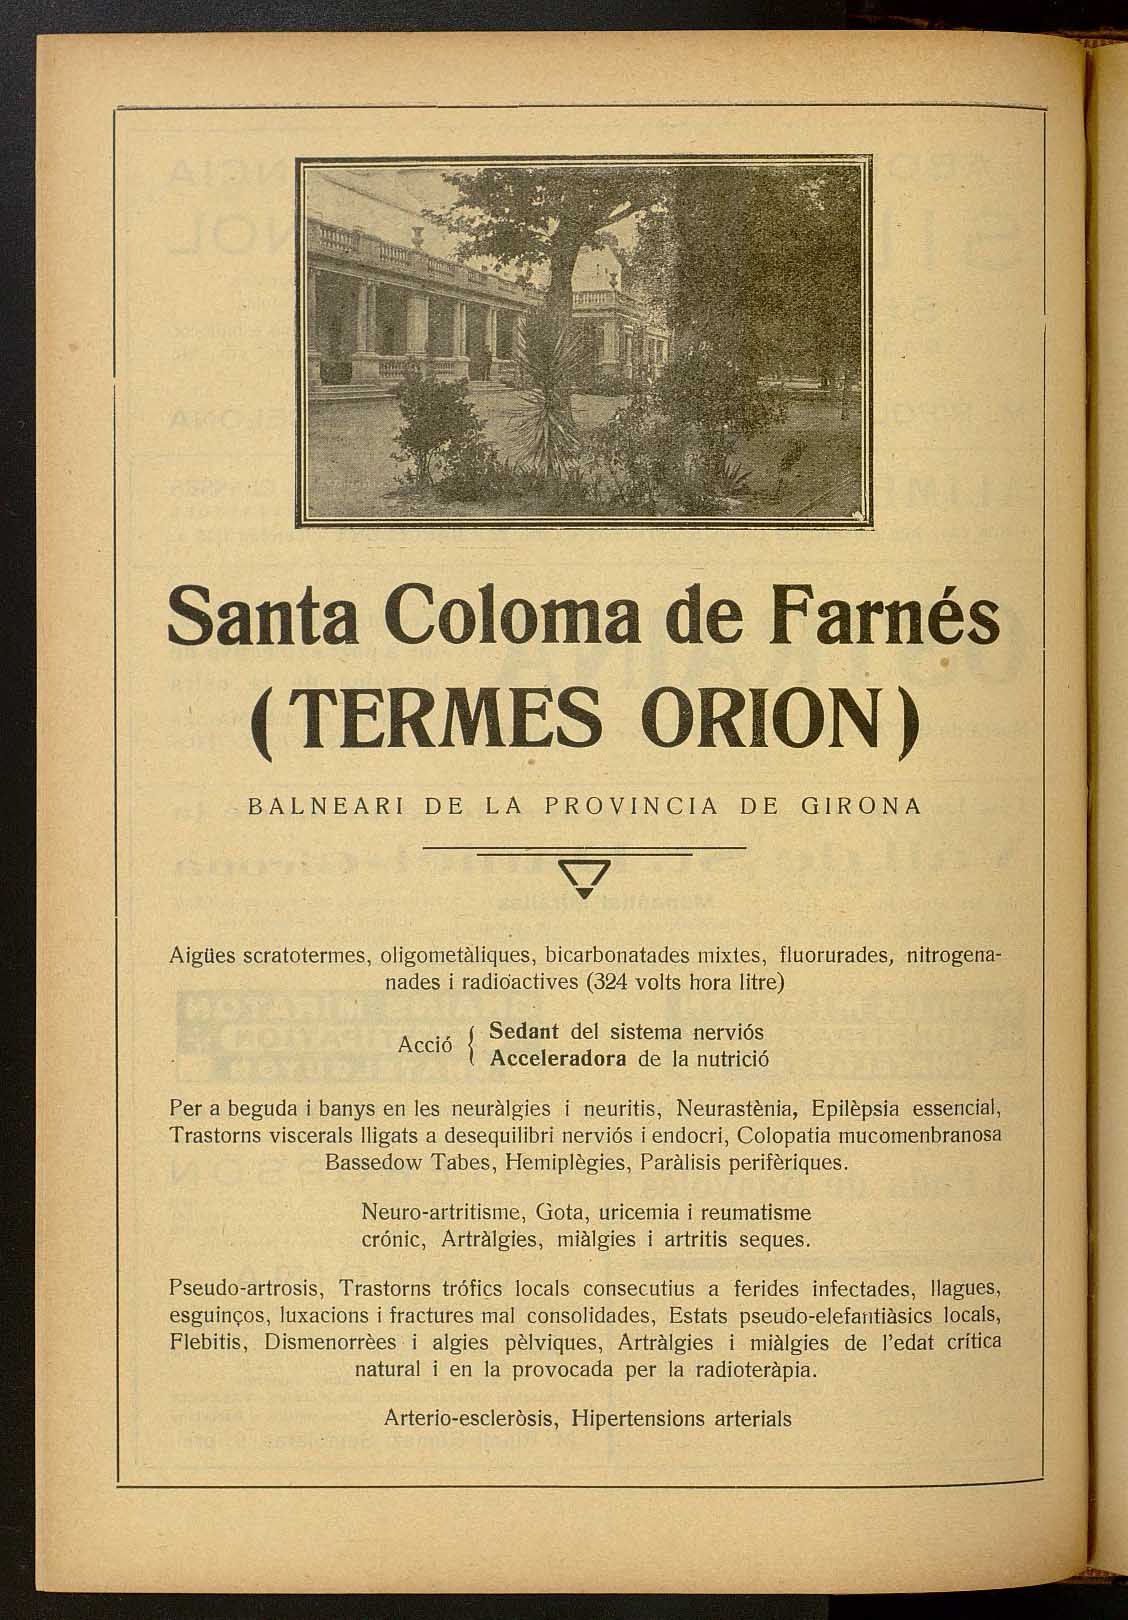 Santa Coloma de Farnés
(TERMES ORION)
BALNEARI DE LA PROVINCIA DE GIRONA
Aigües scratotermes, oligometàliques, bicarbonatades mixtes, fluorurades, nitrogena-
nades i radioactives (324 volts hora litre)
Acció { Sedant del sistema nerviós
Acceleradora de la nutrició
Per a beguda i banys en les neuràlgies i neuritis, Neurastènia, Epilèpsia essencial,
Trastorns viscerals lligats a desequilibri nerviós i endocri, Colopatia mucomenbranosa
Bassedow Tabes, Hemiplègies, Paràlisis perifèriques.
Neuro-artritisme, Gota, uricemia i reumatisme
crónic, Artràlgies, miàlgies i artritis seques.
Pseudo-artrosis, Trastorns tròfics locals consecutius a ferides infectades, llagues,
esguinços, luxacions i fractures mal consolidades, Estats pseudo-elefantiàsics locals,
Flebitis, Dismenorrèes i algies pèlviques, Artràlgies i miàlgies de l'edat crítica
natural i en la provocada per la radioteràpia.
Arterio-escleròsis, Hipertensions arterials